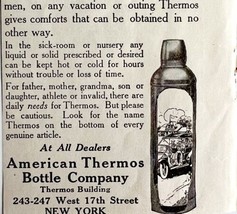 men, on any vacation or outing Thermos
gives comforts that can be obtained in no
other way.
In the sick-room or nursery any
liquid or solid prescribed or desired
can be kept hot or cold for hours
without trouble or loss of time.
For father, mother, grandma, son or
daughter, athlete or invalid, there are
daily needs for Thermos. But please
be cautious. Look for the name
Thermos on the bottom of every
genuine article.
At All Dealers
American Thermos
Bottle Company
Thermos Building
243-247 West 17th Street
NEW YORK